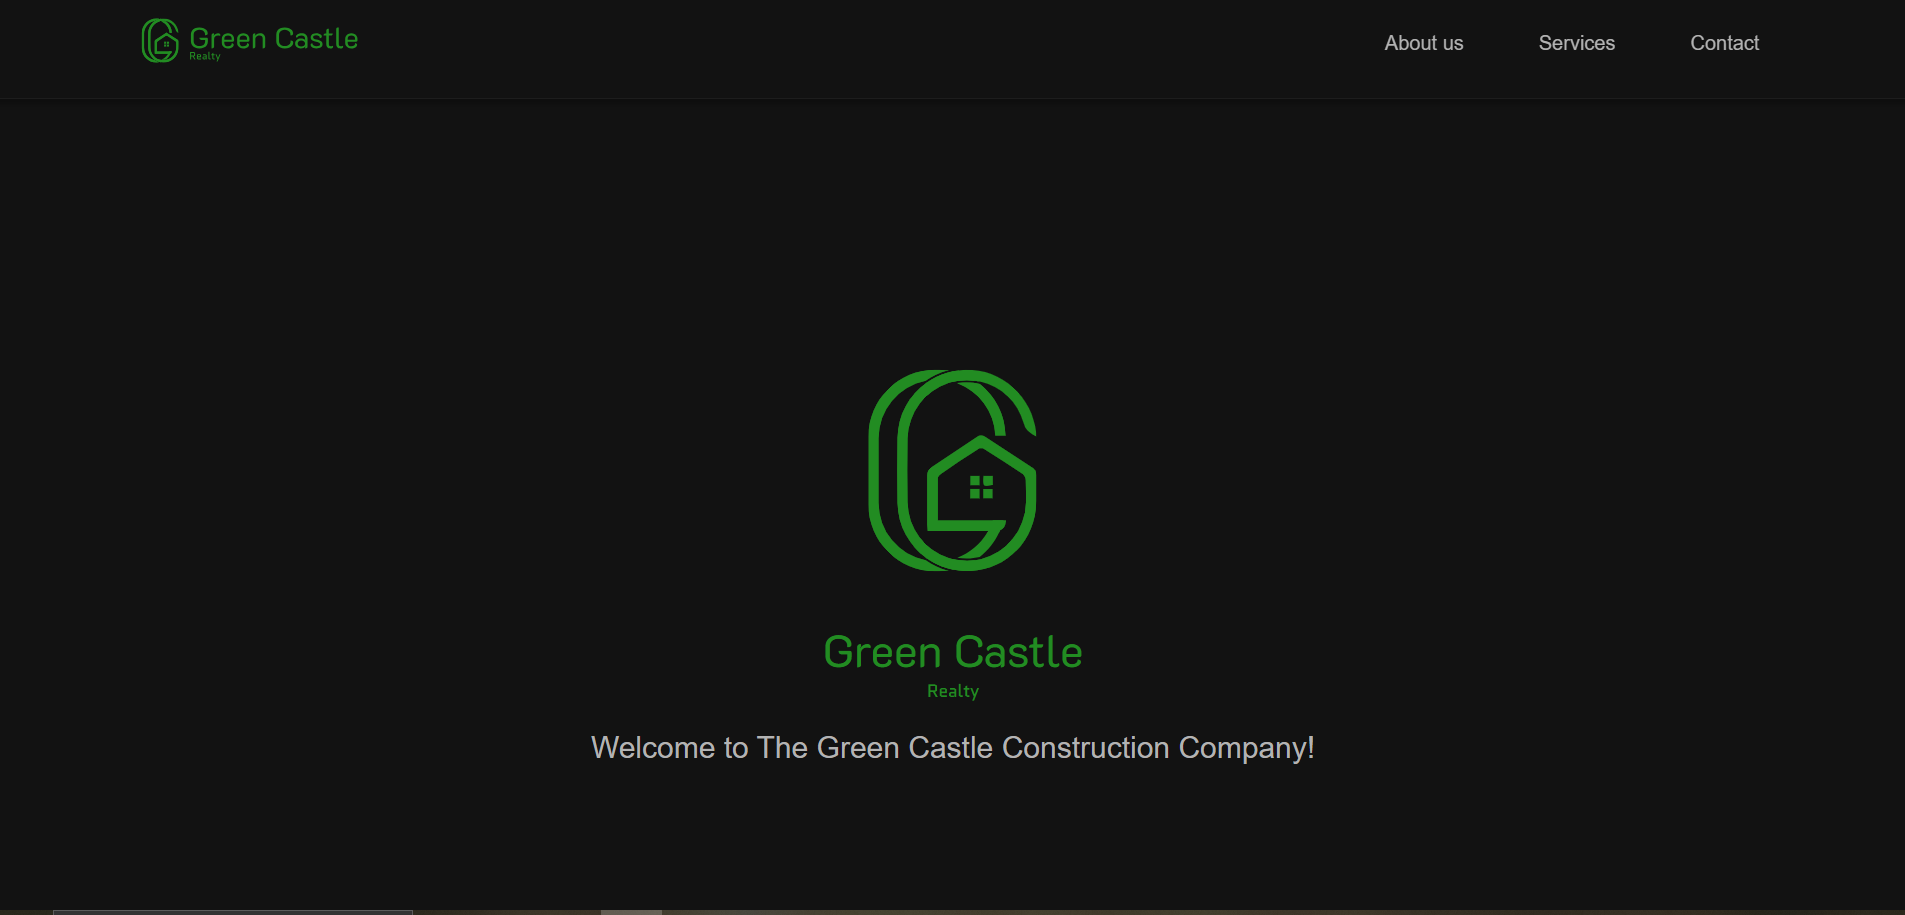 Green Castle
Realty
About us
Services
Contact
Green Castle
Realty
Welcome to The Green Castle Construction Company!